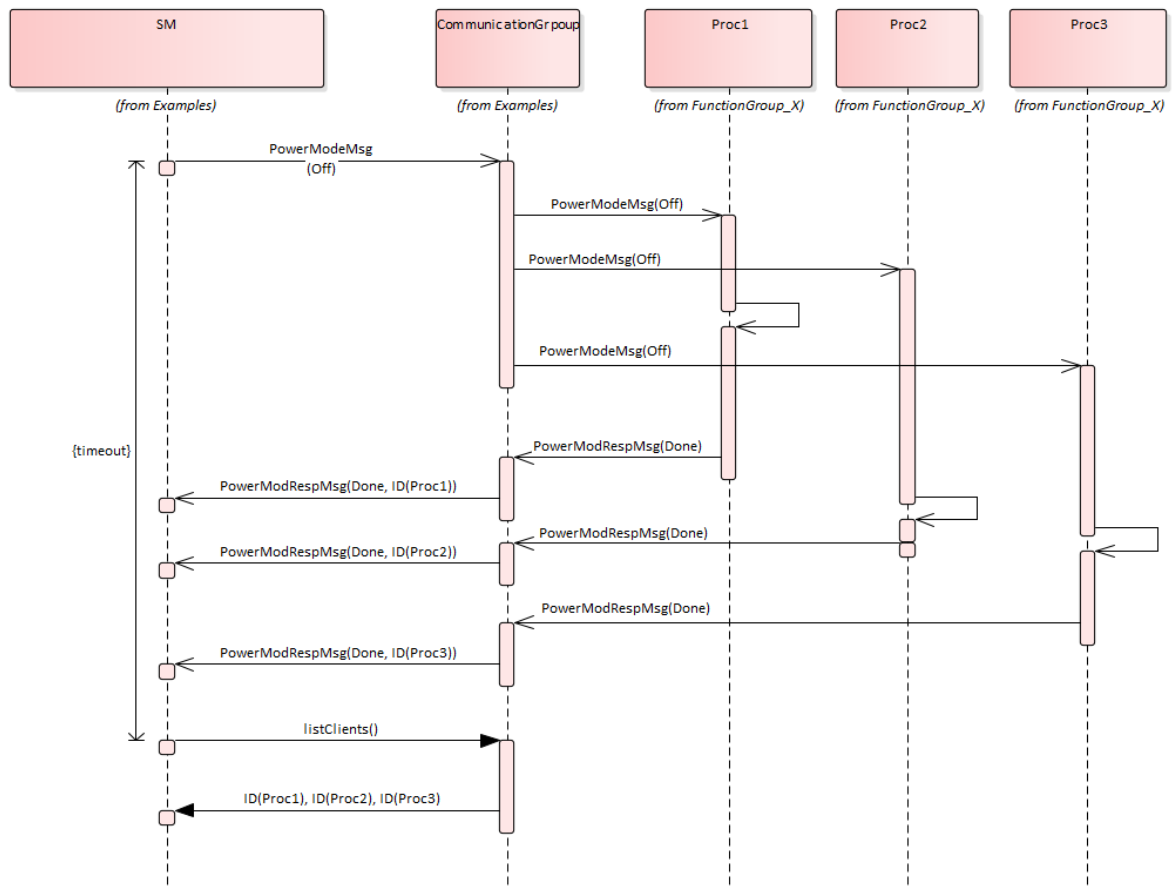 SM
CommunicationGrpoup
Proc1
Proc2
Proc3
(from Examples)
(from Examples)
(from FunctionGroup_X)
(from FunctionGroup_X)
(from FunctionGroup_X)
PowerModeMsg
(Off)
PowerModeMsg(Off)
PowerModeMsg(Off)
PowerModeMsg(Off)
{timeout}
PowerModRespMsg(Done)
PowerModRespMsg(Done, ID(Proc1))
PowerModRespMsg(Done)
PowerModRespMsg(Done, ID(Proc2))
PowerModRespMsg(Done)
PowerModRespMsg(Done, ID(Proc3))
listClients()
ID(Proc1), ID(Proc2), ID(Proc3)